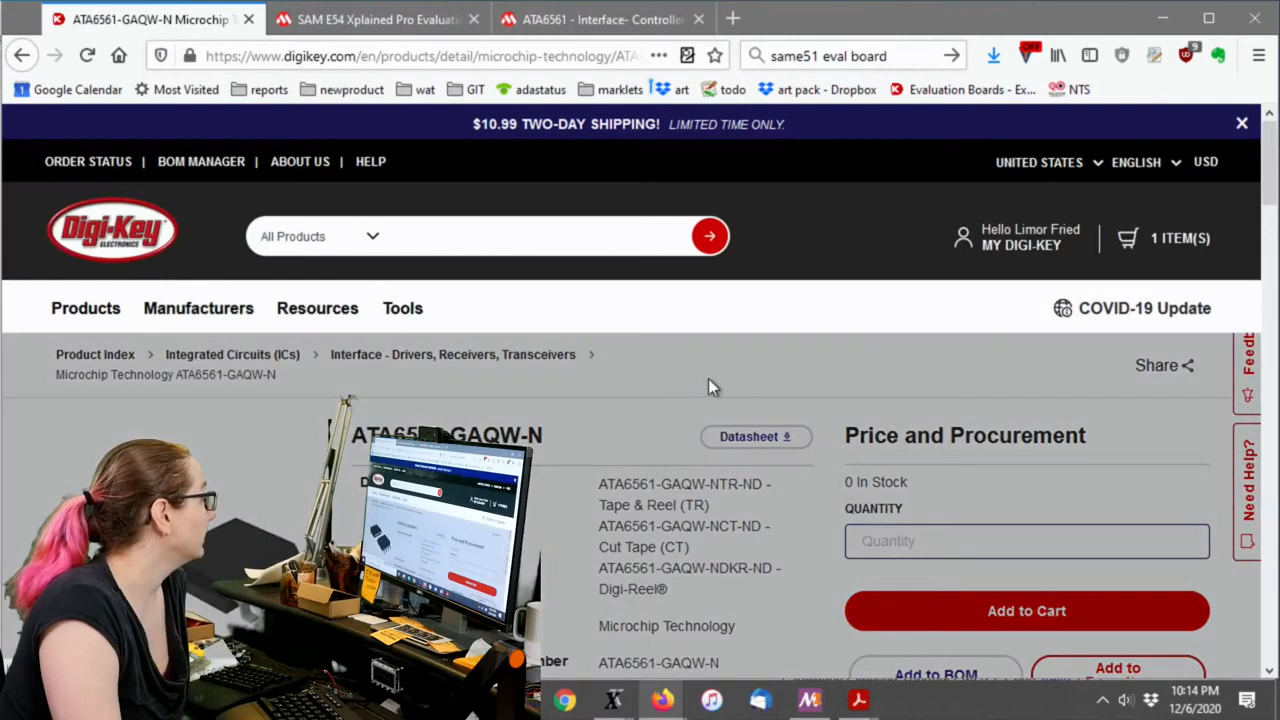 ATA6561-GAQW-N Microchip T
SAM E54 Xplained Pro Evaluati
ATA6561 - Interface- Controller
https://www.digikey.com/en/products/detail/microchip-technology/ATA
same51 eval board
OFF
9
Google Calendar
Most Visited
reports
newproduct
wat
GIT
adastatus
marklets
art
todo
art pack - Dropbox
Evaluation Boards - Ex...
NTS
$10.99 TWO-DAY SHIPPING! LIMITED TIME ONLY.
ORDER STATUS | BOM MANAGER | ABOUT US | HELP
UNITED STATES ENGLISH USD
Digi-Key
ELECTRONICS
All Products
Hello Limor Fried
MY DIGI-KEY
1 ITEM(S)
Products Manufacturers Resources Tools
COVID-19 Update
Product Index > Integrated Circuits (ICs) > Interface - Drivers, Receivers, Transceivers >
Microchip Technology ATA6561-GAQW-N
Share
Feedb
Need Help?
GAQW-N
Datasheet
Price and Procurement
ATA6561-GAQW-NTR-ND -
Tape & Reel (TR)
ATA6561-GAQW-NCT-ND -
Cut Tape (CT)
ATA6561-GAQW-NDKR-ND -
Digi-Reel®
Microchip Technology
ATA6561-GAQW-N
0 In Stock
QUANTITY
Quantity
Add to Cart
Add to BOM
Add to
10:14 PM
12/6/2020